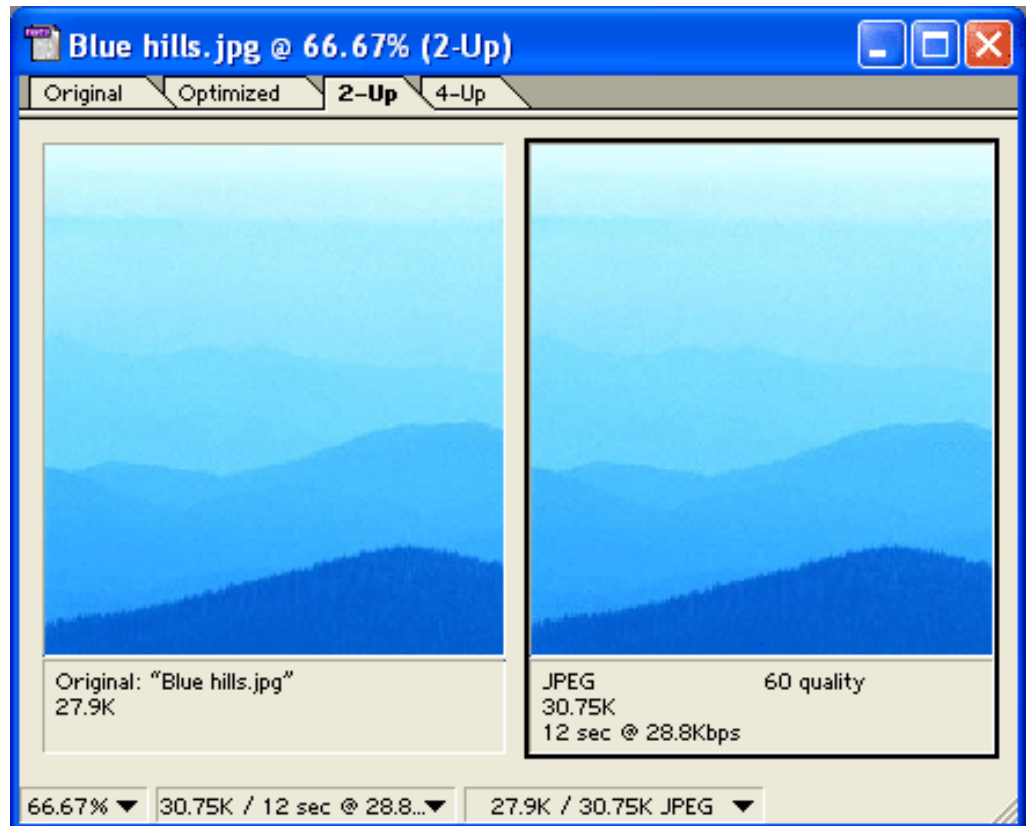 Blue hills.jpg @ 66.67% (2-Up)
Original Optimized 2-Up 4-Up
Original: "Blue hills.jpg"
27.9K
JPEG 60 quality
30.75K
12 sec @ 28.8Kbps
66.67% 30.75K / 12 sec @ 28.8... 27.9K / 30.75K JPEG